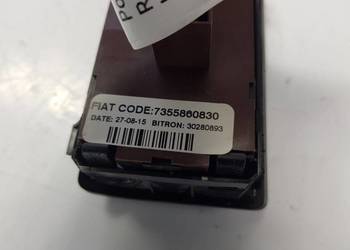 FIAT CODE:7355860830
DATE: 27-08-15 BITRON: 30280893